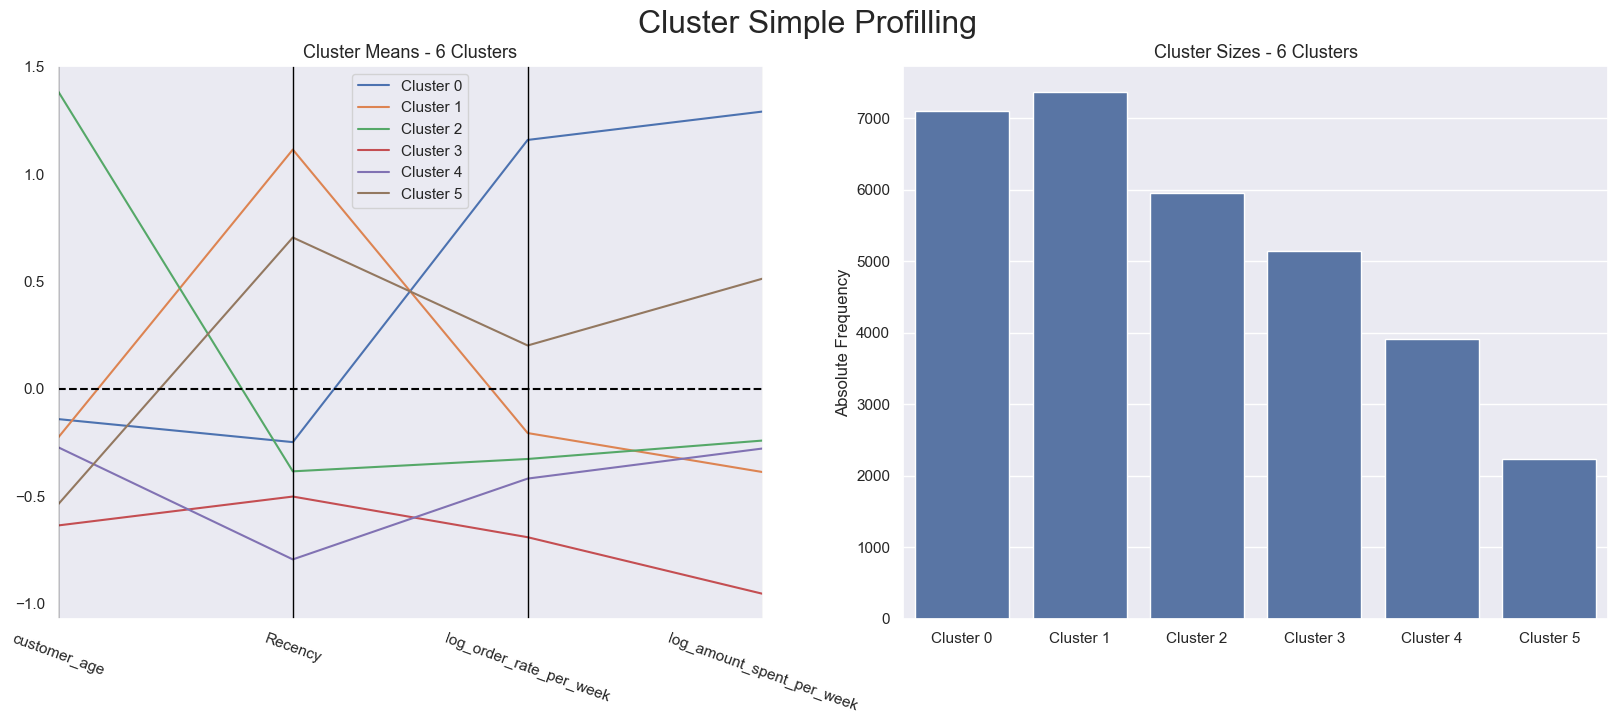 Cluster Simple Profilling
Cluster Means - 6 Clusters
1.5
1.0
0.5
0.0
−0.5
−1.0
Cluster 0
Cluster 1
Cluster 2
Cluster 3
Cluster 4
Cluster 5
customer_age
Recency
log_order_rate_per_week
log_amount_spent_per_week
Cluster Sizes - 6 Clusters
Absolute Frequency
7000
6000
5000
4000
3000
2000
1000
0
Cluster 0
Cluster 1
Cluster 2
Cluster 3
Cluster 4
Cluster 5